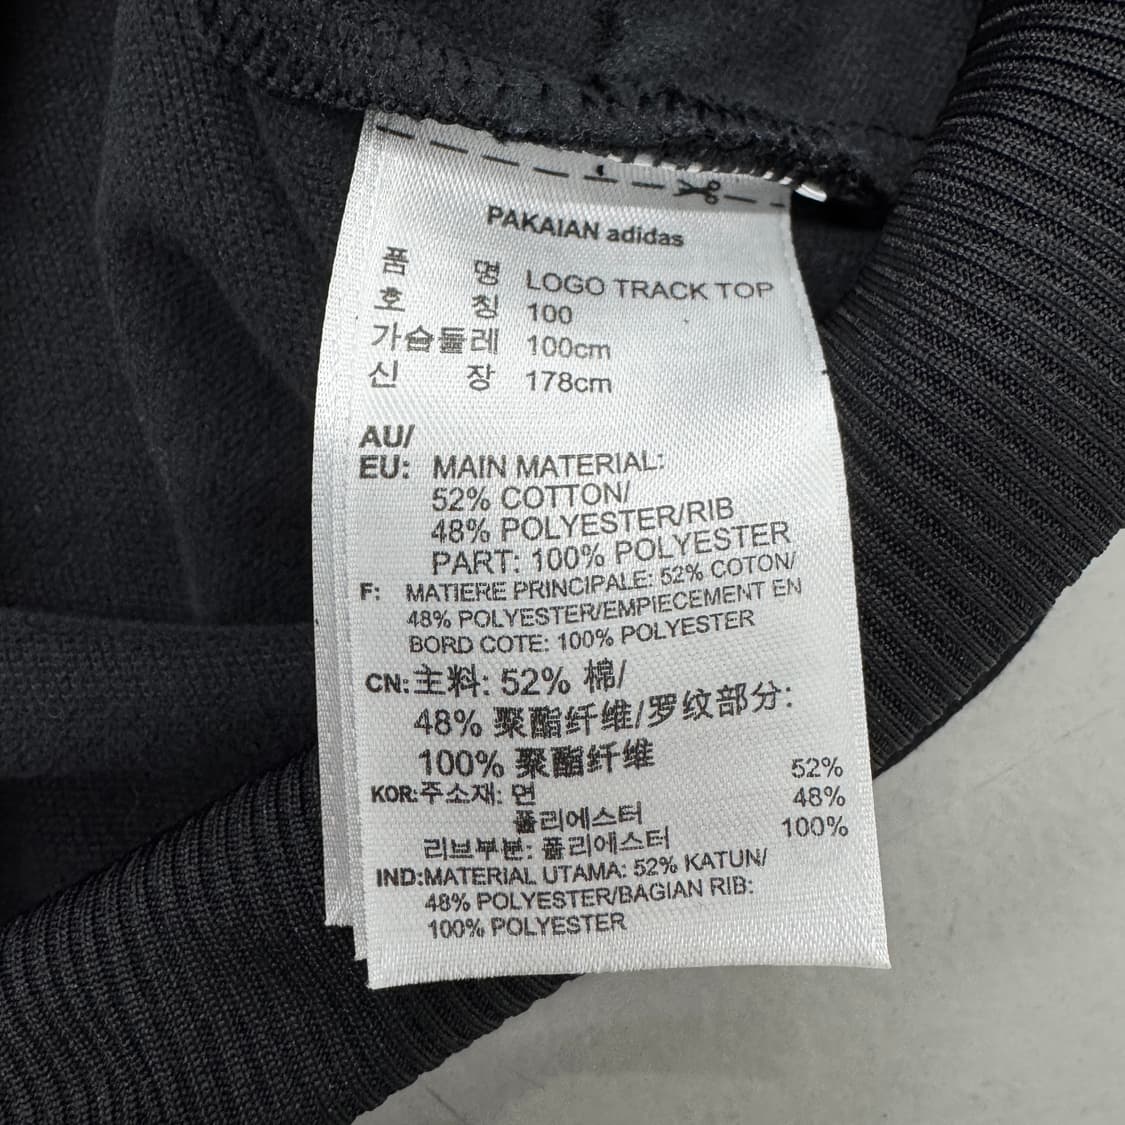 PAKAIAN adidas
품 명 LOGO TRACK TOP
호 칭 100
가슴둘레 100cm
신 장 178cm
AU/
EU: MAIN MATERIAL:
52% COTTON/
48% POLYESTER/RIB
PART: 100% POLYESTER
F: MATIERE PRINCIPALE: 52% COTON/
48% POLYESTER/EMPIECEMENT EN
BORD COTE: 100% POLYESTER
CN:主料: 52% 棉/
48% 聚酯纤维/罗纹部分:
100% 聚酯纤维
KOR:주소재: 면 52%
폴리에스터 48%
리브부분: 폴리에스터 100%
IND:MATERIAL UTAMA: 52% KATUN/
48% POLYESTER/BAGIAN RIB:
100% POLYESTER